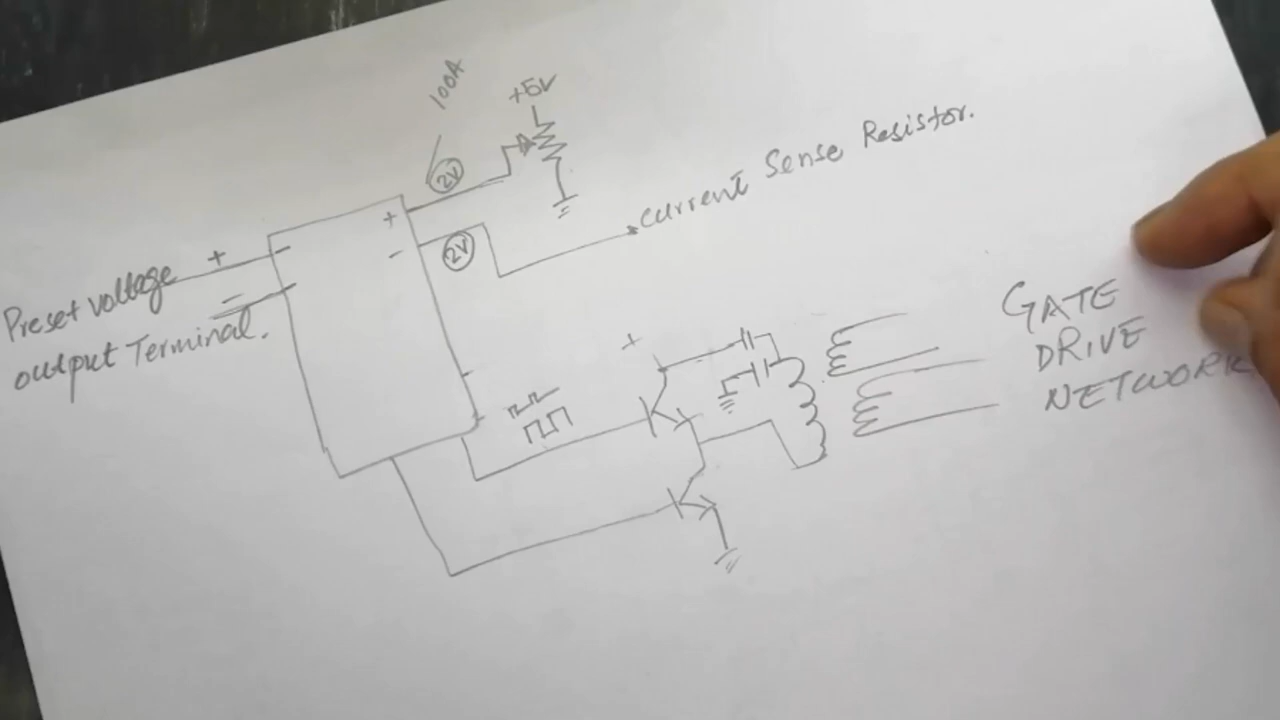 100A
+5V
2V
+
-
2V
Current Sense Resistor.
+
Preset voltage
output Terminal.
-
+
GATE
DRIVE
NETWORK